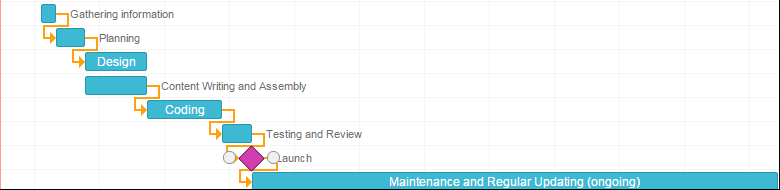 Gathering information
Planning
Design
Content Writing and Assembly
Coding
Testing and Review
Launch
Maintenance and Regular Updating (ongoing)